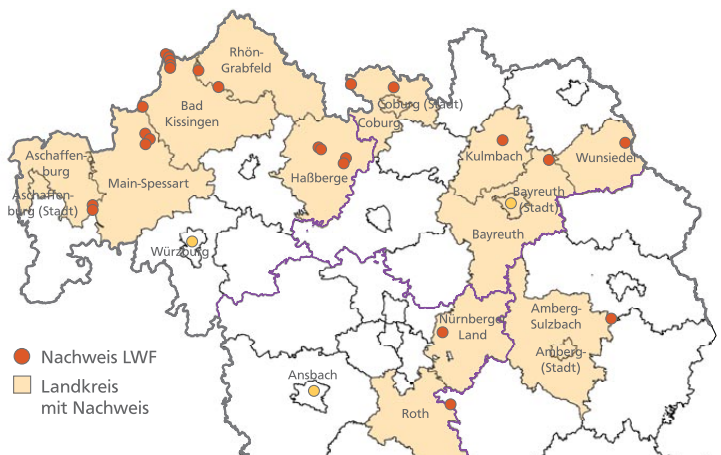 Rhön-
Grabfeld
Bad
Kissingen
Coburg (Stadt)
Coburg
Kulmbach
Wunsiedel
Aschaffen-
burg
Main-Spessart
Haßberge
Aschaffen-
burg (Stadt)
Bayreuth
(Stadt)
Bayreuth
Würzburg
Nürnberger
Land
Amberg-
Sulzbach
Amberg-
(Stadt)
Nachweis LWF
Ansbach
Landkreis
mit Nachweis
Roth